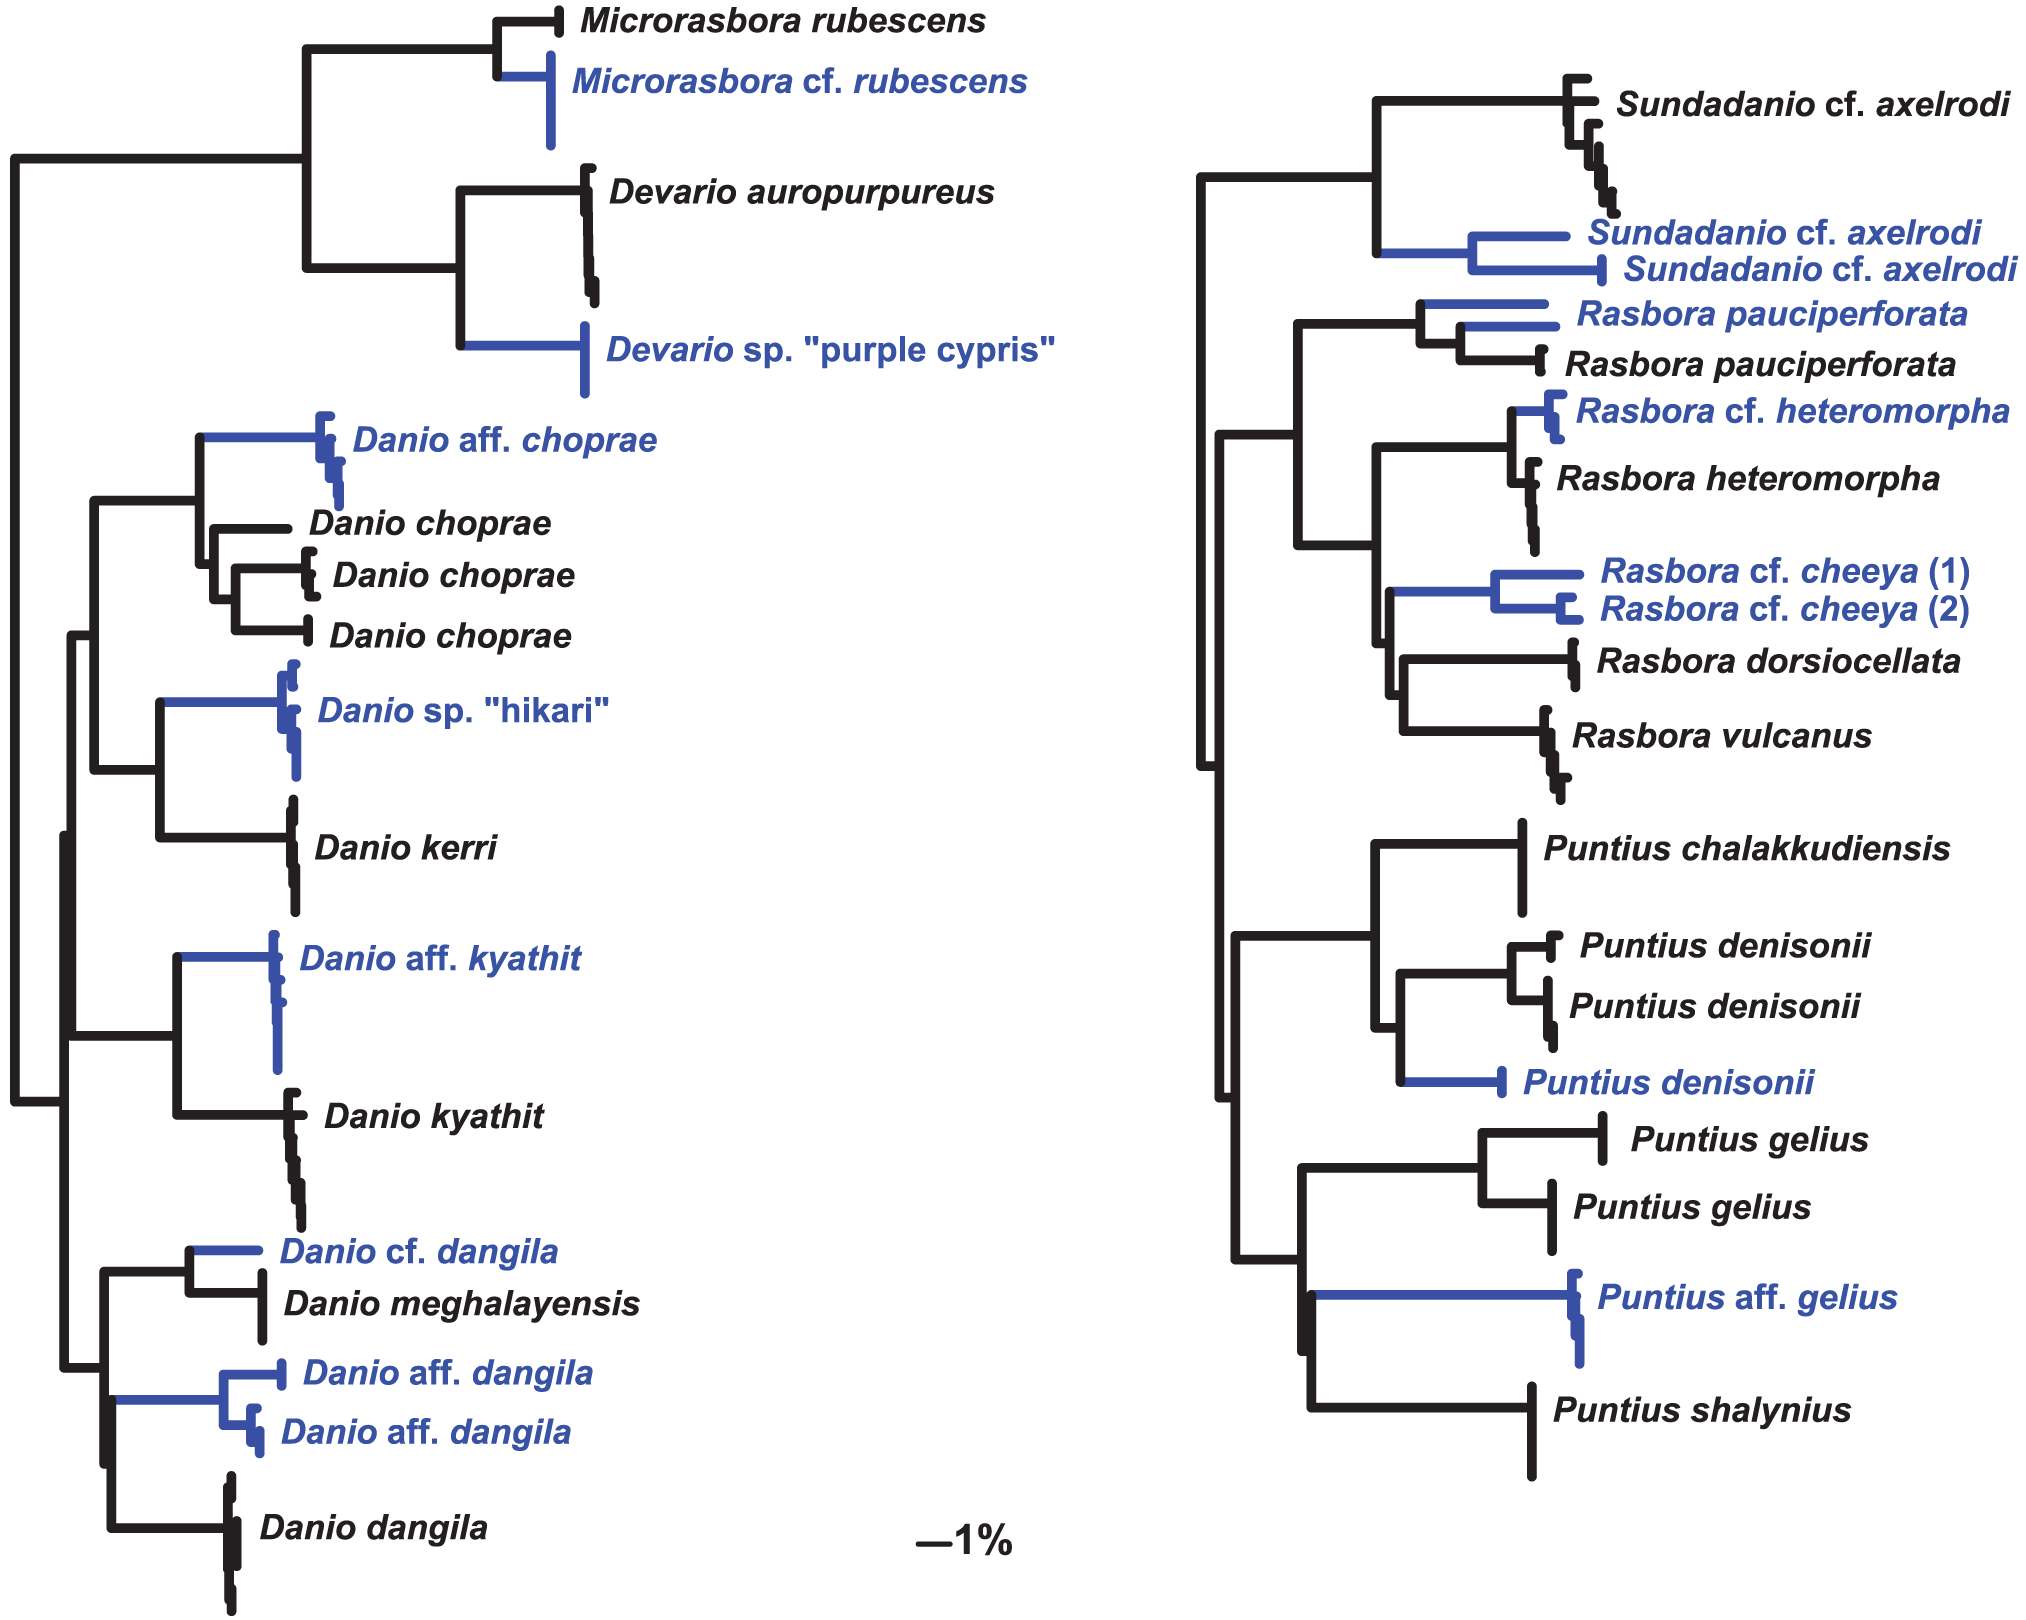 Microrasbora rubescens
Microrasbora cf. rubescens
Devario auropurpureus
Devario sp. "purple cypris"
Danio aff. choprae
Danio choprae
Danio choprae
Danio choprae
Danio sp. "hikari"
Danio kerri
Danio aff. kyathit
Danio kyathit
Danio cf. dangila
Danio meghalayensis
Danio aff. dangila
Danio aff. dangila
Danio dangila
1%
Sundadanio cf. axelrodi
Sundadanio cf. axelrodi
Sundadanio cf. axelrodi
Rasbora pauciperforata
Rasbora pauciperforata
Rasbora cf. heteromorpha
Rasbora heteromorpha
Rasbora cf. cheeya (1)
Rasbora cf. cheeya (2)
Rasbora dorsiocellata
Rasbora vulcanus
Puntius chalakkudiensis
Puntius denisonii
Puntius denisonii
Puntius denisonii
Puntius gelius
Puntius gelius
Puntius aff. gelius
Puntius shalynius